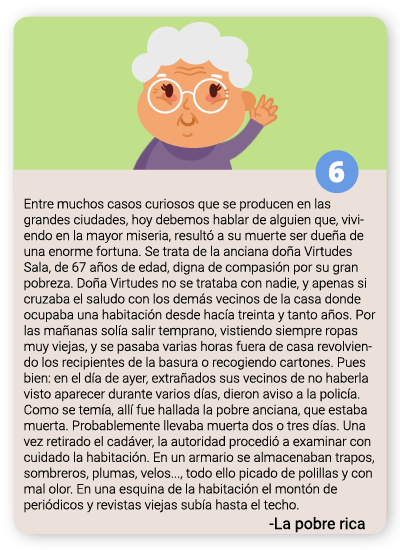 6
Entre muchos casos curiosos que se producen en las
grandes ciudades, hoy debemos hablar de alguien que, vivi-
endo en la mayor miseria, resultó a su muerte ser dueña de
una enorme fortuna. Se trata de la anciana doña Virtudes
Sala, de 67 años de edad, digna de compasión por su gran
pobreza. Doña Virtudes no se trataba con nadie, y apenas si
cruzaba el saludo con los demás vecinos de la casa donde
ocupaba una habitación desde hacía treinta y tanto años. Por
las mañanas solía salir temprano, vistiendo siempre ropas
muy viejas, y se pasaba varias horas fuera de casa revolvien-
do los recipientes de la basura o recogiendo cartones. Pues
bien: en el día de ayer, extrañados sus vecinos de no haberla
visto aparecer durante varios días, dieron aviso a la policía.
Como se temía, allí fue hallada la pobre anciana, que estaba
muerta. Probablemente llevaba muerta dos o tres días. Una
vez retirado el cadáver, la autoridad procedió a examinar con
cuidado la habitación. En un armario se almacenaban trapos,
sombreros, plumas, velos..., todo ello picado de polillas y con
mal olor. En una esquina de la habitación el montón de
periódicos y revistas viejas subía hasta el techo.
-La pobre rica